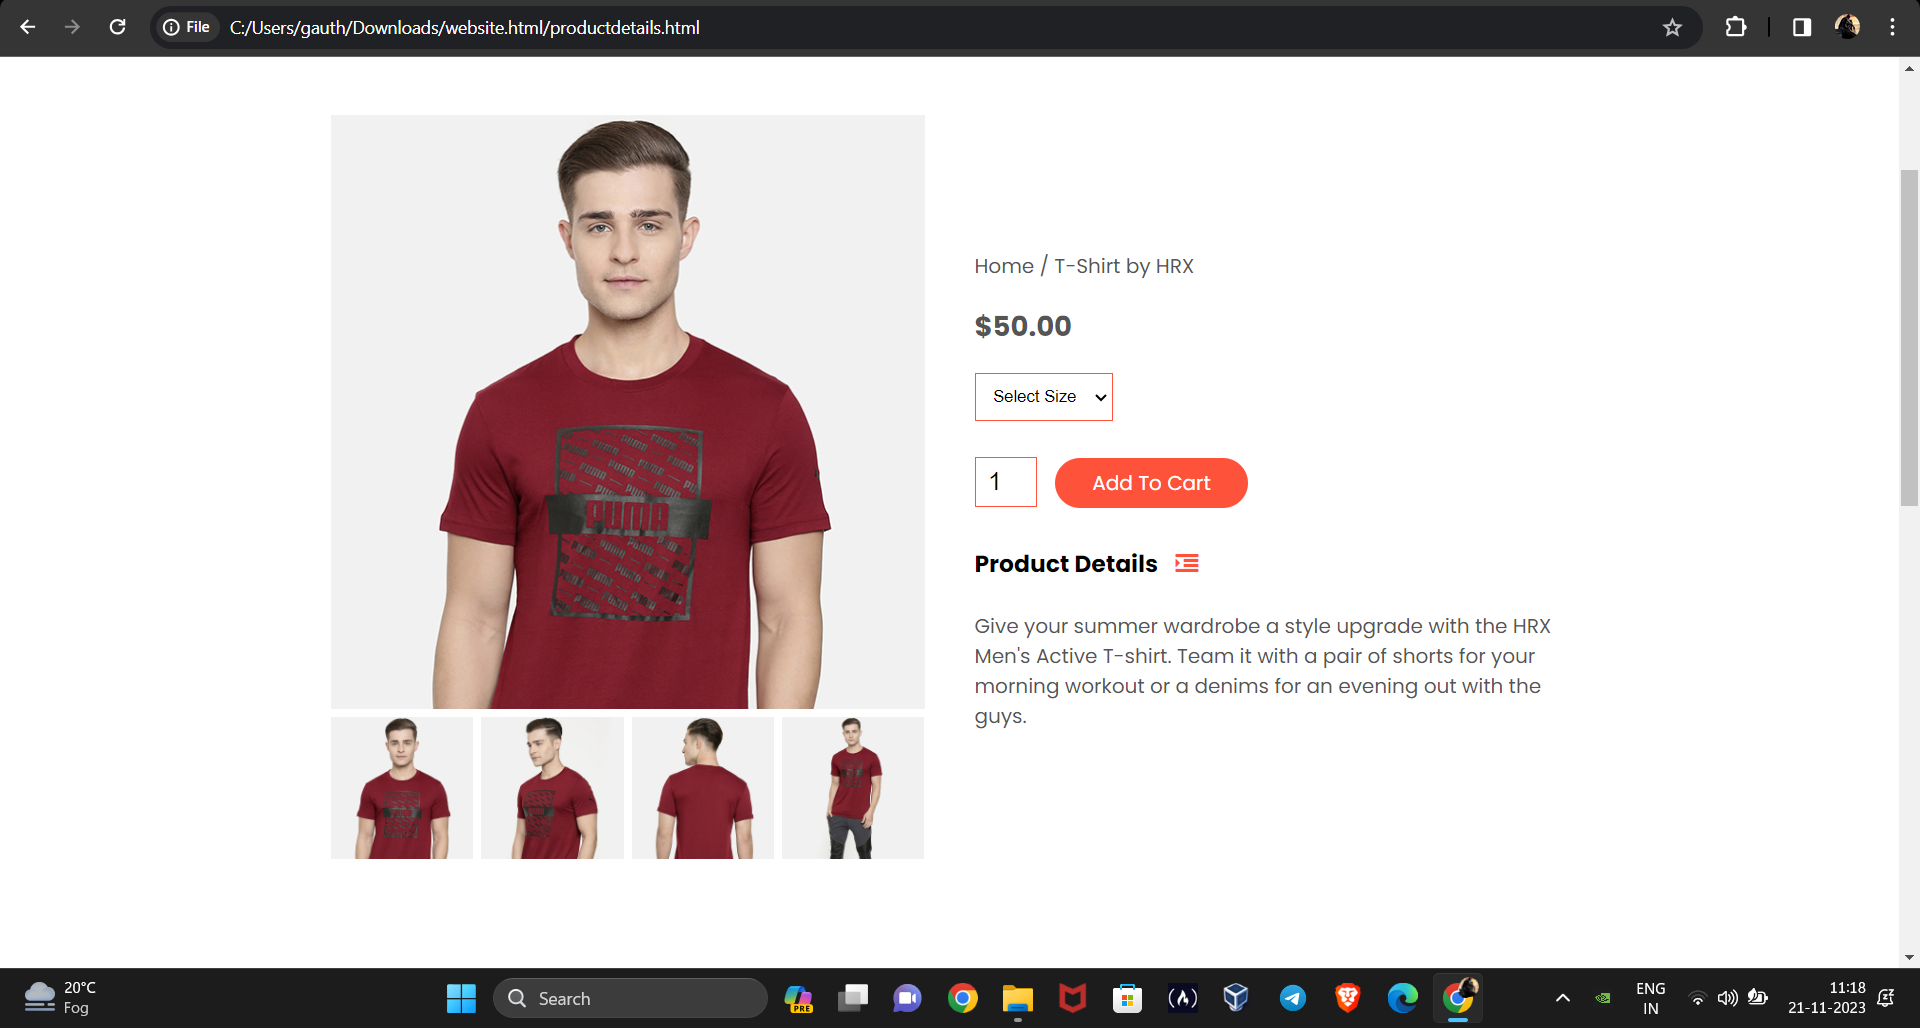 File
C:/Users/gauth/Downloads/website.html/productdetails.html
PUMA
Home / T-Shirt by HRX
$50.00
Select Size
1
Add To Cart
Product Details
Give your summer wardrobe a style upgrade with the HRX
Men's Active T-shirt. Team it with a pair of shorts for your
morning workout or a denims for an evening out with the
guys.
20°C
Fog
Search
PRE
ENG
IN
11:18
21-11-2023